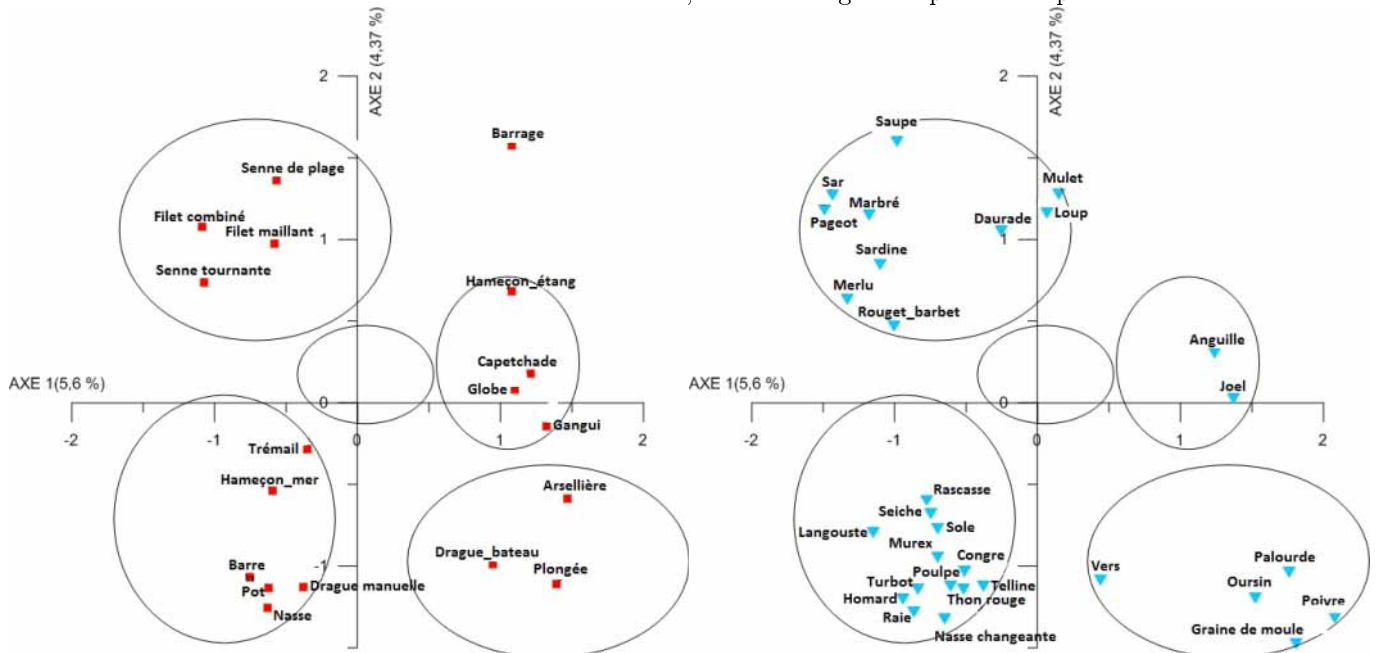 AXE 2 (4,37 %)
2
Barrage
Senne de plage
Filet combiné
Filet maillant
1
Senne tournante
Hameçon_étang
Capetchade
Globe
AXE 1(5,6 %)
0
Gangui
-2
-1
0
1
2
Trémail
Hameçon_mer
Arsellière
Drague_bateau
Plongée
Barre
-1
Pot
Drague manuelle
Nasse
AXE 2 (4,37 %)
2
Saupe
Sar
Mulet
Marbré
Loup
Pageot
Daurade
1
Sardine
Merlu
Rouget_barbet
Anguille
Joel
AXE 1(5,6 %)
0
-2
-1
0
1
2
Rascasse
Seiche
Sole
Langouste
Murex
Congre
Poulpe
Turbot
Telline
Homard
Thon rouge
Raie
Nasse changeante
Vers
Palourde
Oursin
Poivre
Graine de moule